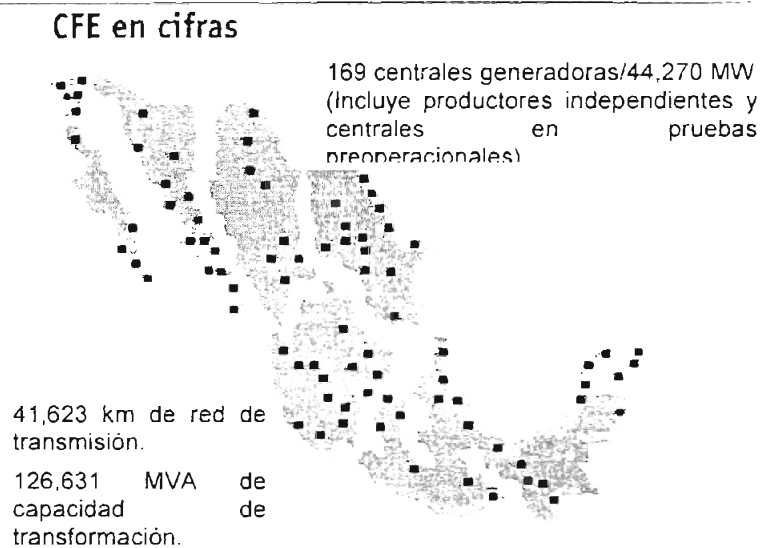 CFE en cifras
169 centrales generadoras/44,270 MW
(Incluye productores independientes y
centrales en pruebas
preoperacionales)
41,623 km de red de
transmisión.
126,631 MVA de
capacidad de
transformación.